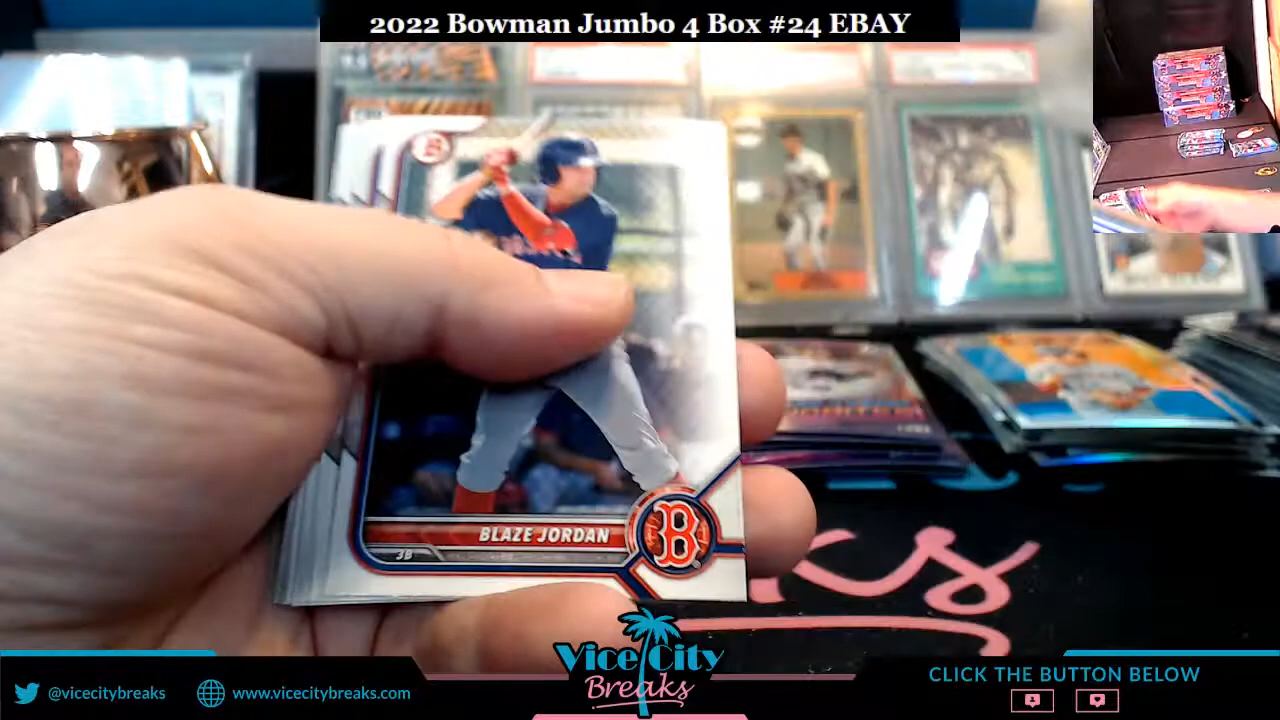 2022 Bowman Jumbo 4 Box #24 EBAY
B
BLAZE JORDAN
3B
B
cs
Vice City
Breaks
@vicecitybreaks
www.vicecitybreaks.com
CLICK THE BUTTON BELOW